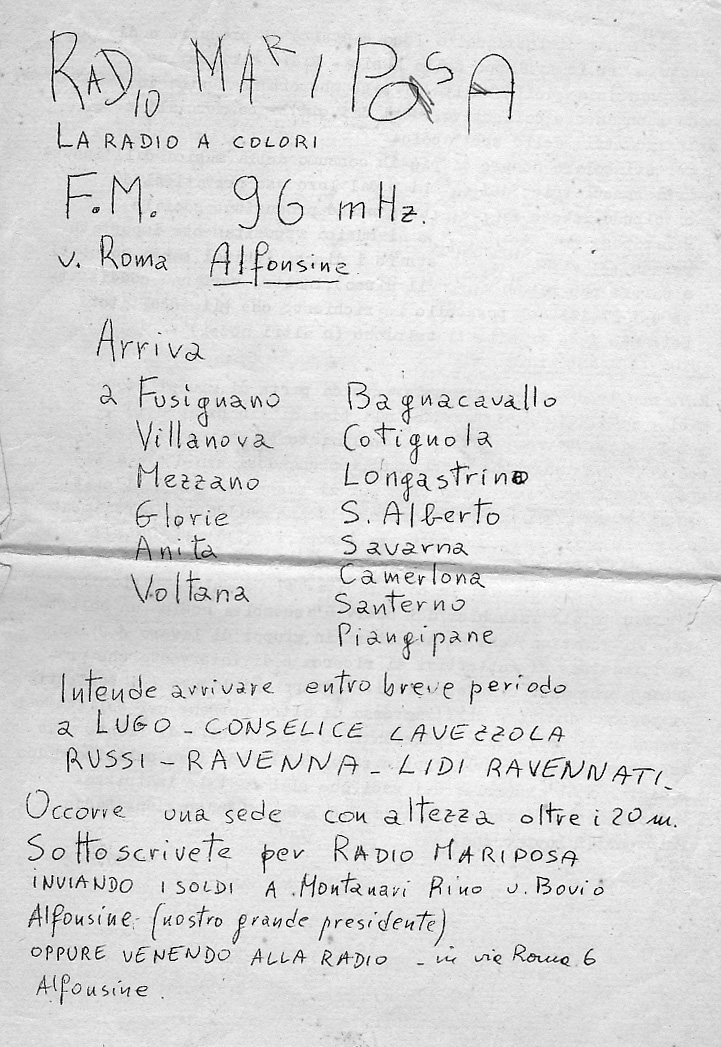 RADIO MARIPOSA
LA RADIO A COLORI
F.M. 96 mHz.
v. Roma Alfonsine
Arriva
a Fusignano Bagnacavallo
Villanova Cotignola
Mezzano Longastrino
Glorie S. Alberto
Anita Savarna
Voltana Camerlona
Santerno
Piangipane
Intende arrivare entro breve periodo
a LUGO - CONSELICE LAVEZZOLA
RUSSI - RAVENNA - LIDI RAVENNATI -
Occorre una sede con altezza oltre i 20 m.
Sottoscrivete per RADIO MARIPOSA
INVIANDO I SOLDI A Montanari Rino v. Bovio
Alfonsine - (nostro grande presidente)
OPPURE VENENDO ALLA RADIO - in via Roma 6
Alfonsine.